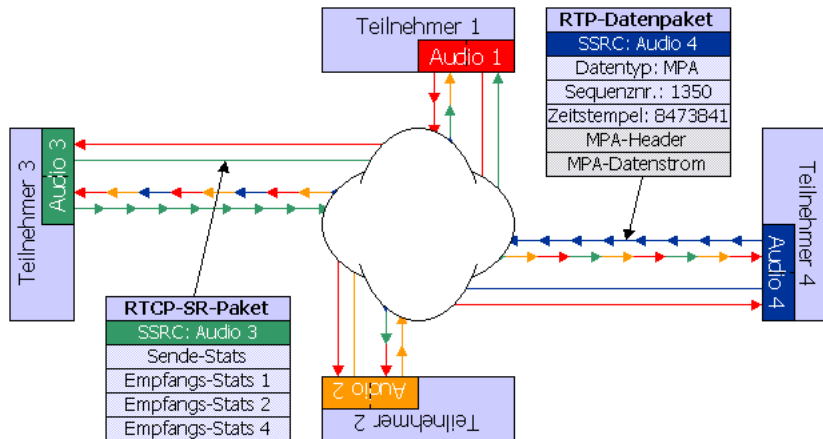 Teilnehmer 1
Audio 1
RTP-Datenpaket
SSRC: Audio 4
Datentyp: MPA
Sequenznr.: 1350
Zeitstempel: 8473841
MPA-Header
MPA-Datenstrom
Teilnehmer 3
Audio 3
Teilnehmer 4
Audio 4
RTCP-SR-Paket
SSRC: Audio 3
Sende-Stats
Empfangs-Stats 1
Empfangs-Stats 2
Empfangs-Stats 4
Audio 2
Teilnehmer 2